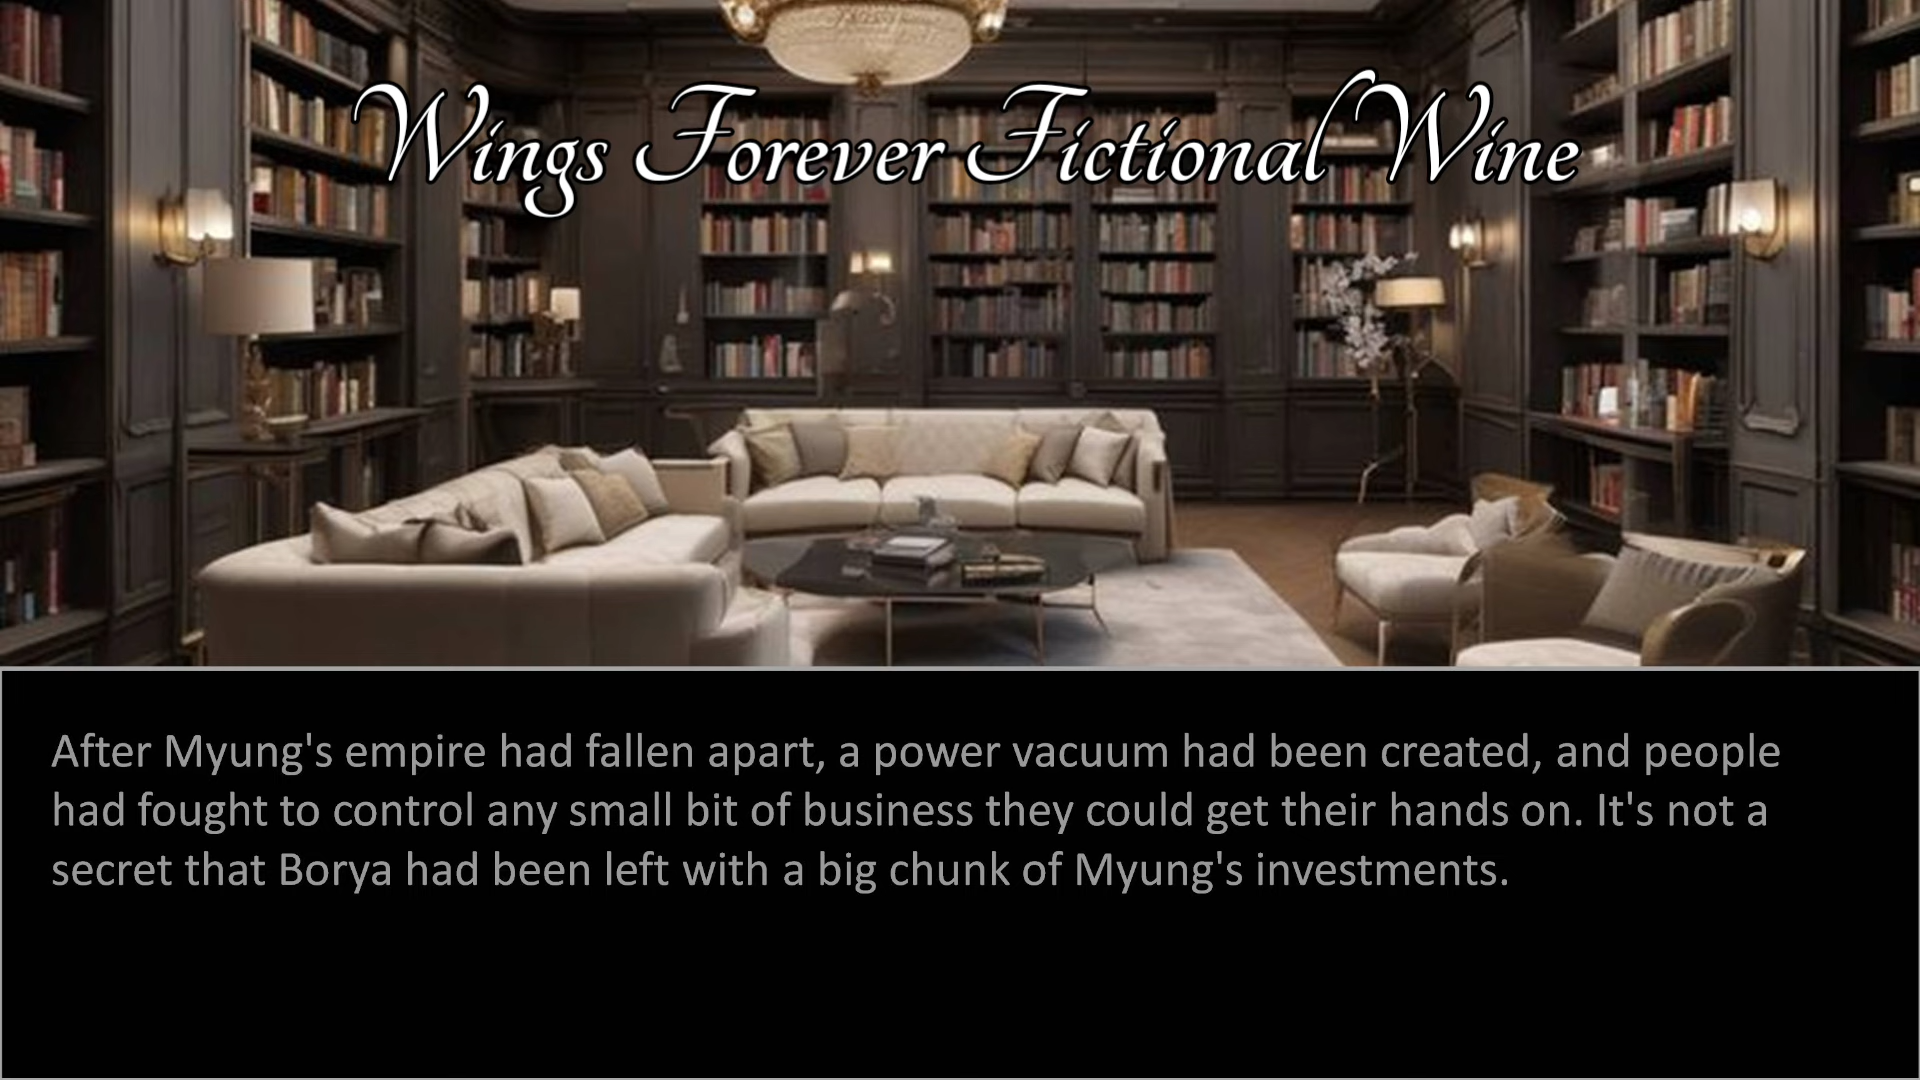 Wings Forever Fictional Wine
After Myung's empire had fallen apart, a power vacuum had been created, and people
had fought to control any small bit of business they could get their hands on. It's not a
secret that Borya had been left with a big chunk of Myung's investments.